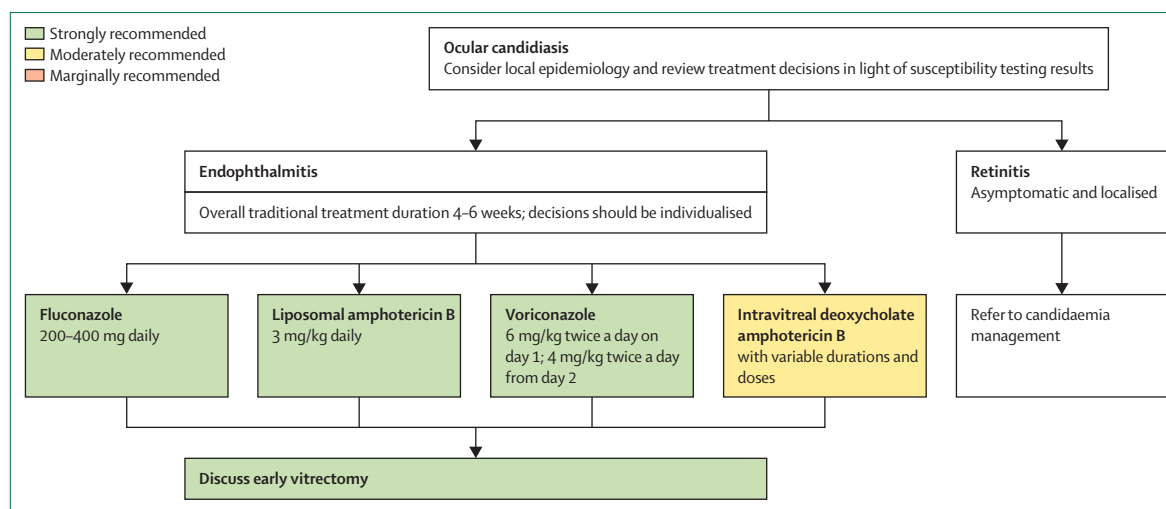 Strongly recommended
Moderately recommended
Marginally recommended
Ocular candidiasis
Consider local epidemiology and review treatment decisions in light of susceptibility testing results
Endophthalmitis
Overall traditional treatment duration 4–6 weeks; decisions should be individualised
Retinitis
Asymptomatic and localised
Fluconazole
200–400 mg daily
Liposomal amphotericin B
3 mg/kg daily
Voriconazole
6 mg/kg twice a day on
day 1; 4 mg/kg twice a day
from day 2
Intravitreal deoxycholate
amphotericin B
with variable durations and
doses
Refer to candidaemia
management
Discuss early vitrectomy